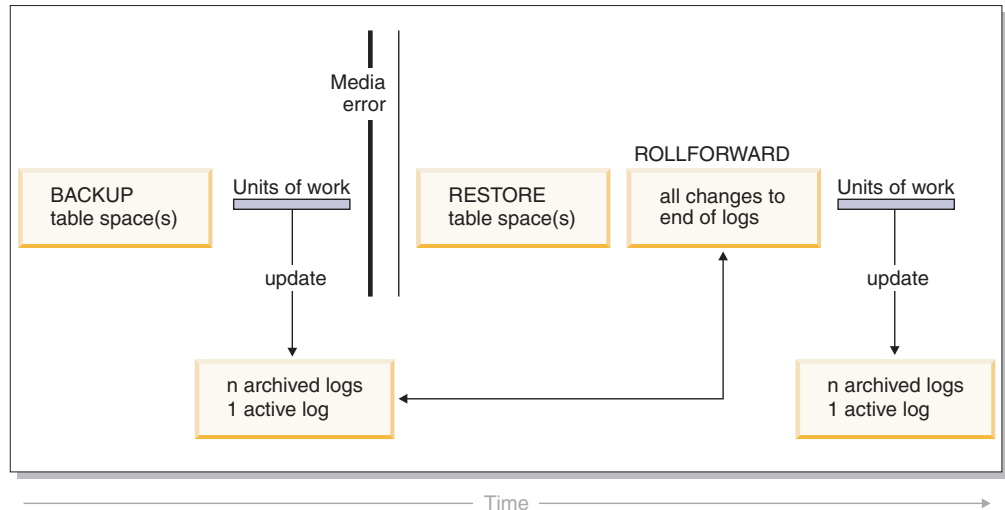 Media
error
ROLLFORWARD
BACKUP
table space(s)
Units of work
RESTORE
table space(s)
all changes to
end of logs
Units of work
update
update
n archived logs
1 active log
n archived logs
1 active log
Time